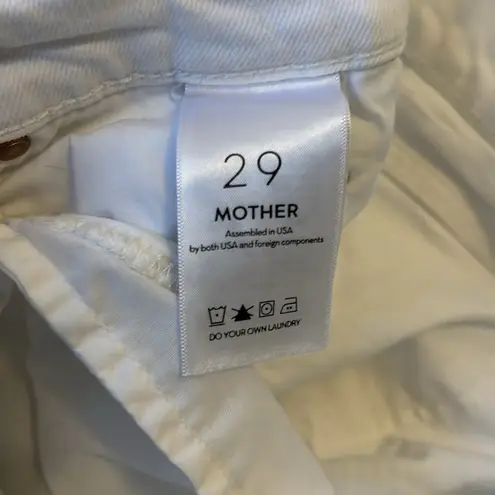 29
MOTHER
Assembled in USA
by both USA and foreign components
DO YOUR OWN LAUNDRY